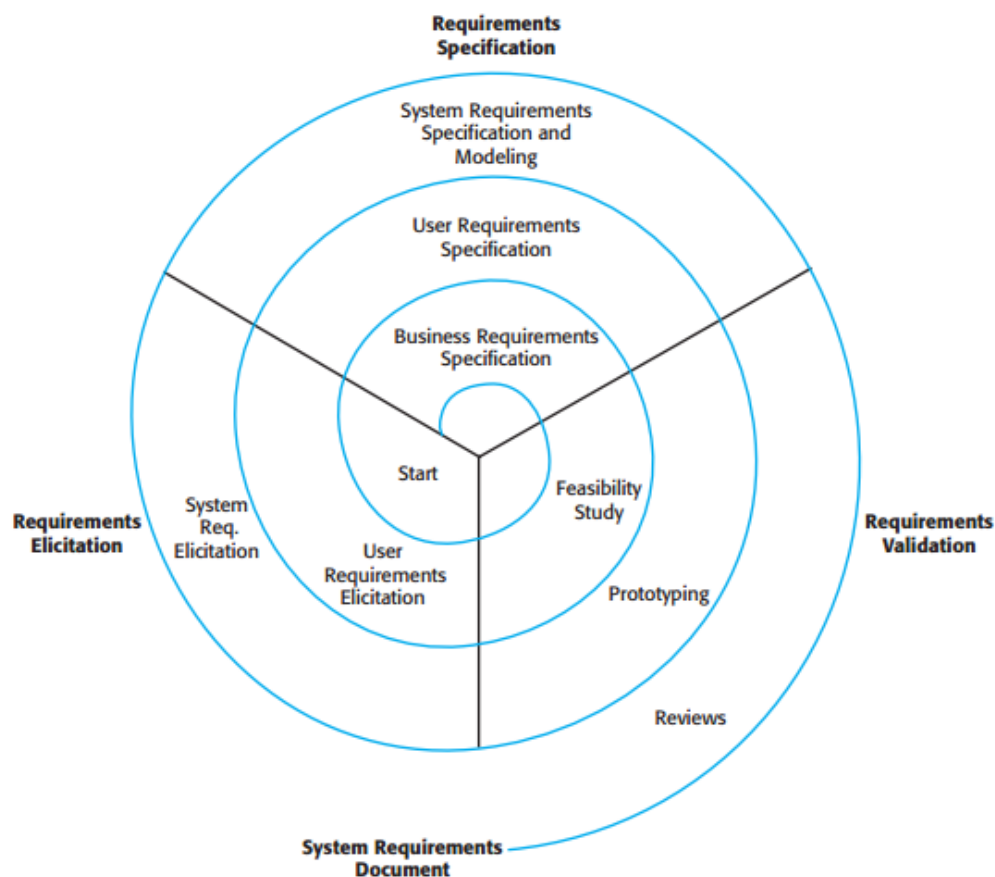 Requirements
Specification
System Requirements
Specification and
Modeling
User Requirements
Specification
Business Requirements
Specification
Start
Feasibility
Study
System
Req.
Elicitation
Requirements
Elicitation
Requirements
Validation
User
Requirements
Elicitation
Prototyping
Reviews
System Requirements
Document